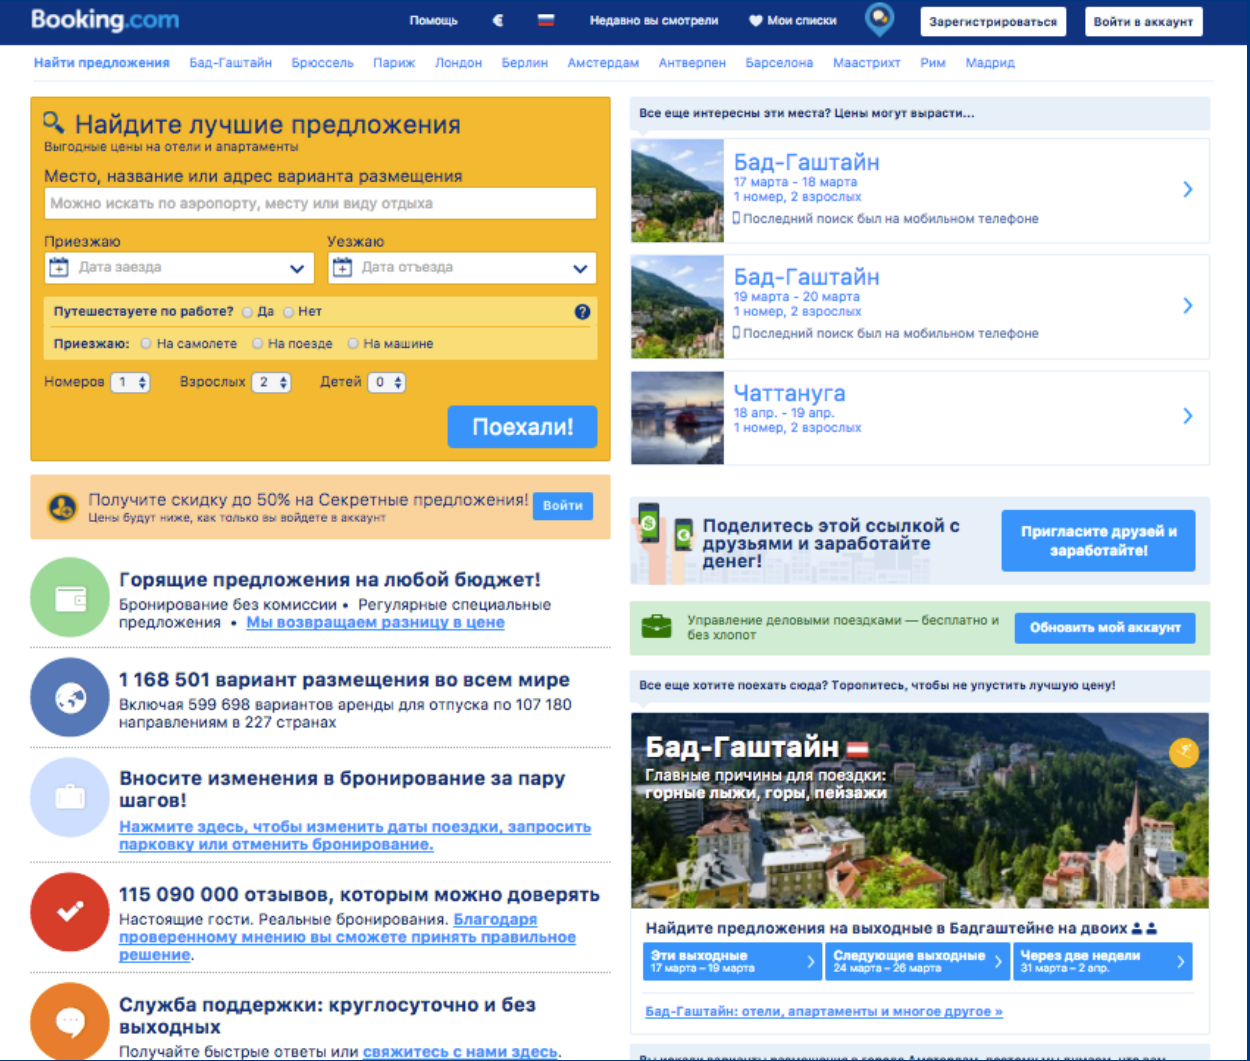 Booking.com
Помощь
€
Недавно вы смотрели
Мои списки
Зарегистрироваться
Войти в аккаунт
Найти предложения
Бад-Гаштайн
Брюссель
Париж
Лондон
Берлин
Амстердам
Антверпен
Барселона
Маастрихт
Рим
Мадрид
Найдите лучшие предложения
Выгодные цены на отели и апартаменты
Место, название или адрес варианта размещения
Можно искать по аэропорту, месту или виду отдыха
Приезжаю
Уезжаю
Дата заезда
Дата отъезда
Путешествуете по работе? Да Нет
?
Приезжаю: На самолете На поезде На машине
Номеров 1 Взрослых 2 Детей 0
Поехали!
Получите скидку до 50% на Секретные предложения!
Цены будут ниже, как только вы войдете в аккаунт
Войти
Горящие предложения на любой бюджет!
Бронирование без комиссии • Регулярные специальные
предложения • Мы возвращаем разницу в цене
1 168 501 вариант размещения во всем мире
Включая 599 698 вариантов аренды для отпуска по 107 180
направлениям в 227 странах
Вносите изменения в бронирование за пару
шагов!
Нажмите здесь, чтобы изменить даты поездки, запросить
парковку или отменить бронирование.
115 090 000 отзывов, которым можно доверять
Настоящие гости. Реальные бронирования. Благодаря
проверенному мнению вы сможете принять правильное
решение.
Служба поддержки: круглосуточно и без
выходных
Получайте быстрые ответы или свяжитесь с нами здесь.
Все еще интересны эти места? Цены могут вырасти...
Бад-Гаштайн
17 марта - 18 марта
1 номер, 2 взрослых
Последний поиск был на мобильном телефоне
Бад-Гаштайн
19 марта - 20 марта
1 номер, 2 взрослых
Последний поиск был на мобильном телефоне
Чаттануга
18 апр. - 19 апр.
1 номер, 2 взрослых
Поделитесь этой ссылкой с
друзьями и заработайте
денег!
Пригласите друзей и
заработайте!
Управление деловыми поездками — бесплатно и
без хлопот
Обновить мой аккаунт
Все еще хотите поехать сюда? Торопитесь, чтобы не упустить лучшую цену!
Бад-Гаштайн
Главные причины для поездки:
горные лыжи, горы, пейзажи
Найдите предложения на выходные в Бадгаштейне на двоих
Эти выходные
17 марта – 19 марта
Следующие выходные
24 марта – 26 марта
Через две недели
31 марта – 2 апр.
Бад-Гаштайн: отели, апартаменты и многое другое »